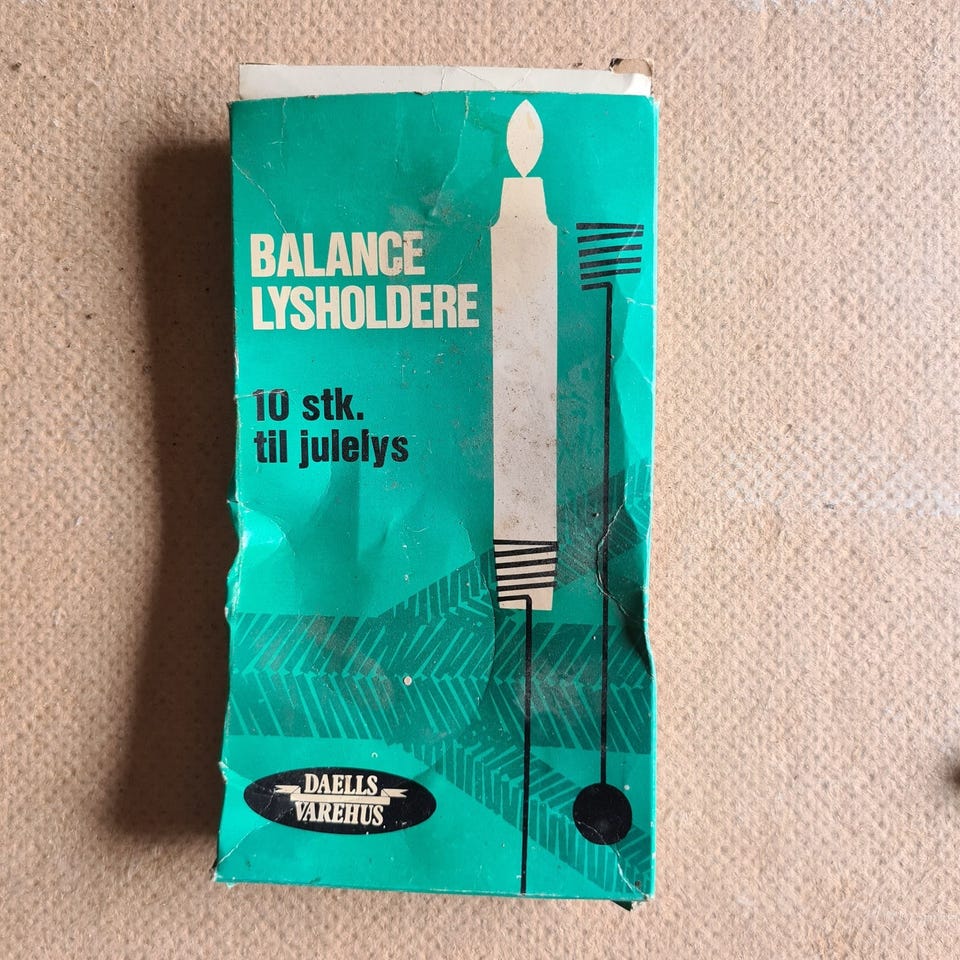 BALANCE
LYSHOLDERE
10 stk.
til julelys
DAELLS
VAREHUS